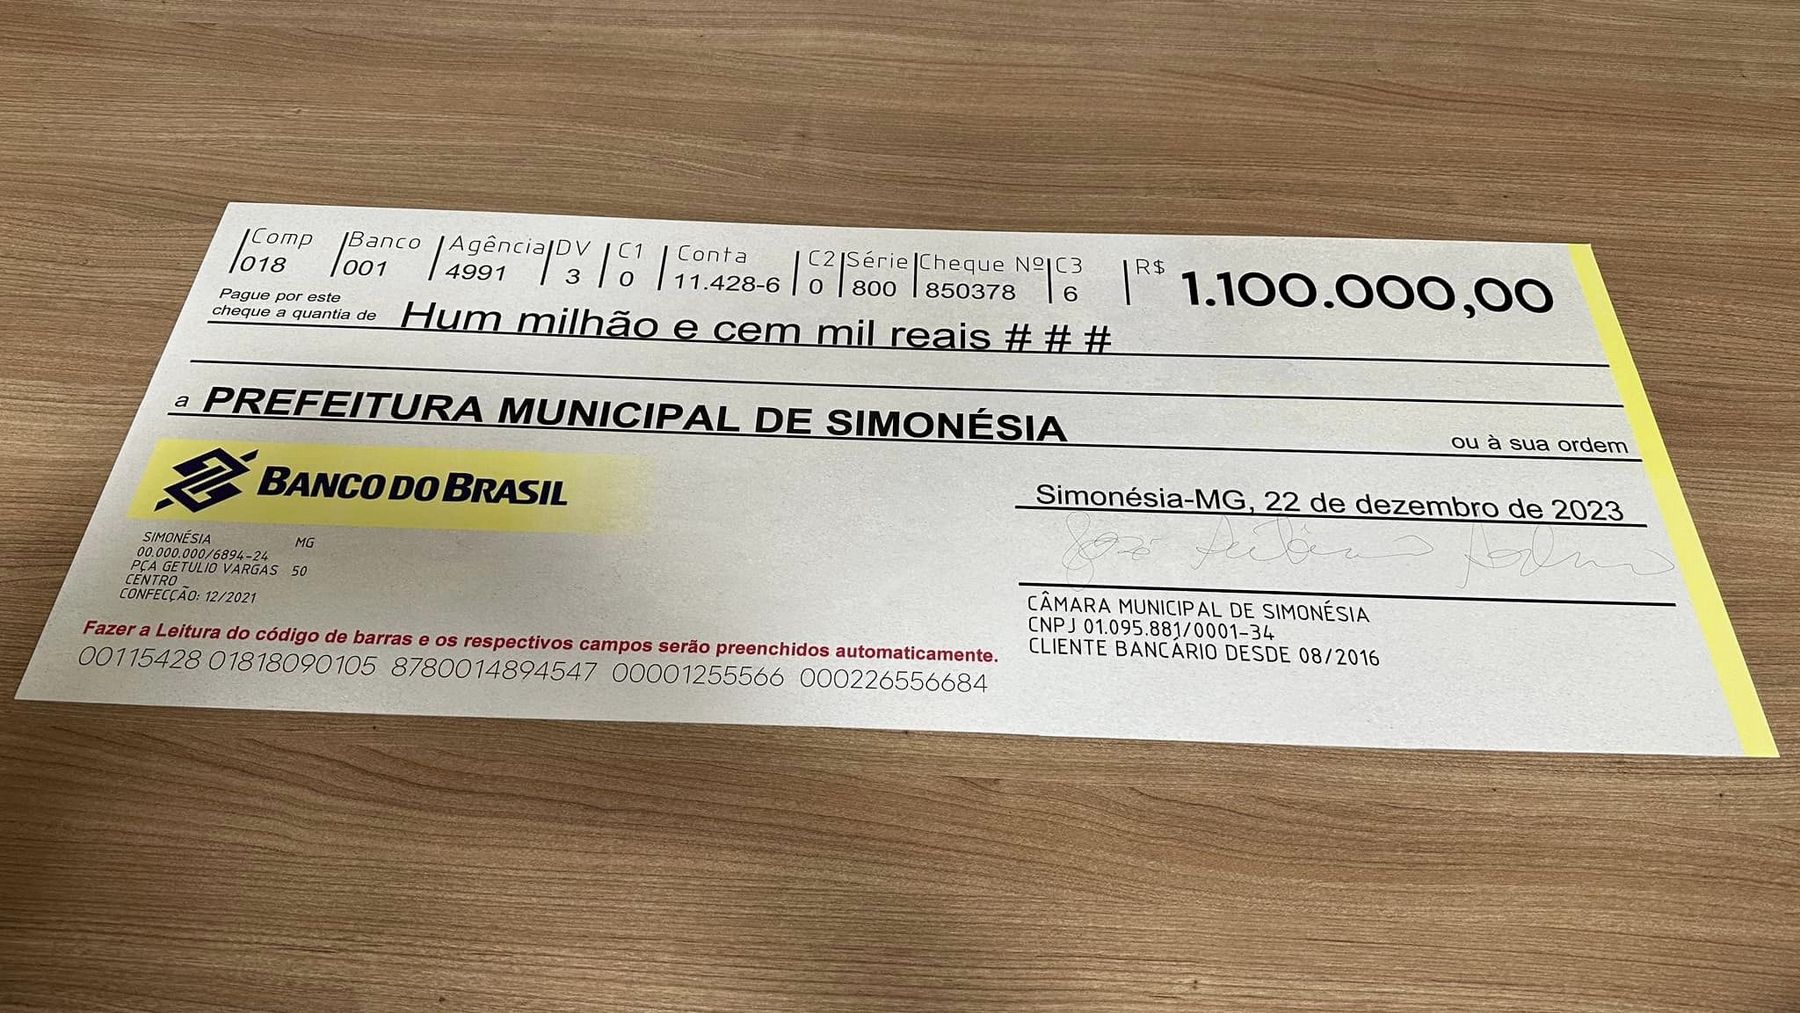 Comp Banco Agência DV C1 Conta C2 Série Cheque Nº C3 R$ 1.100.000,00
018 001 4991 3 0 11.428-6 0 800 850378 6
Pague por este
cheque a quantia de Hum milhão e cem mil reais # # #
a PREFEITURA MUNICIPAL DE SIMONÉSIA ou à sua ordem
BANCO DO BRASIL
Simonésia-MG, 22 de dezembro de 2023
SIMONÉSIA MG
00.000.000/6894-24
PÇA GETULIO VARGAS 50
CENTRO
CONFECÇÃO: 12/2021
José Antônio
CÂMARA MUNICIPAL DE SIMONÉSIA
CNPJ 01.095.881/0001-34
CLIENTE BANCÁRIO DESDE 08/2016
Fazer a Leitura do código de barras e os respectivos campos serão preenchidos automaticamente.
00115428 01818090105 8780014894547 00001255566 000226556684